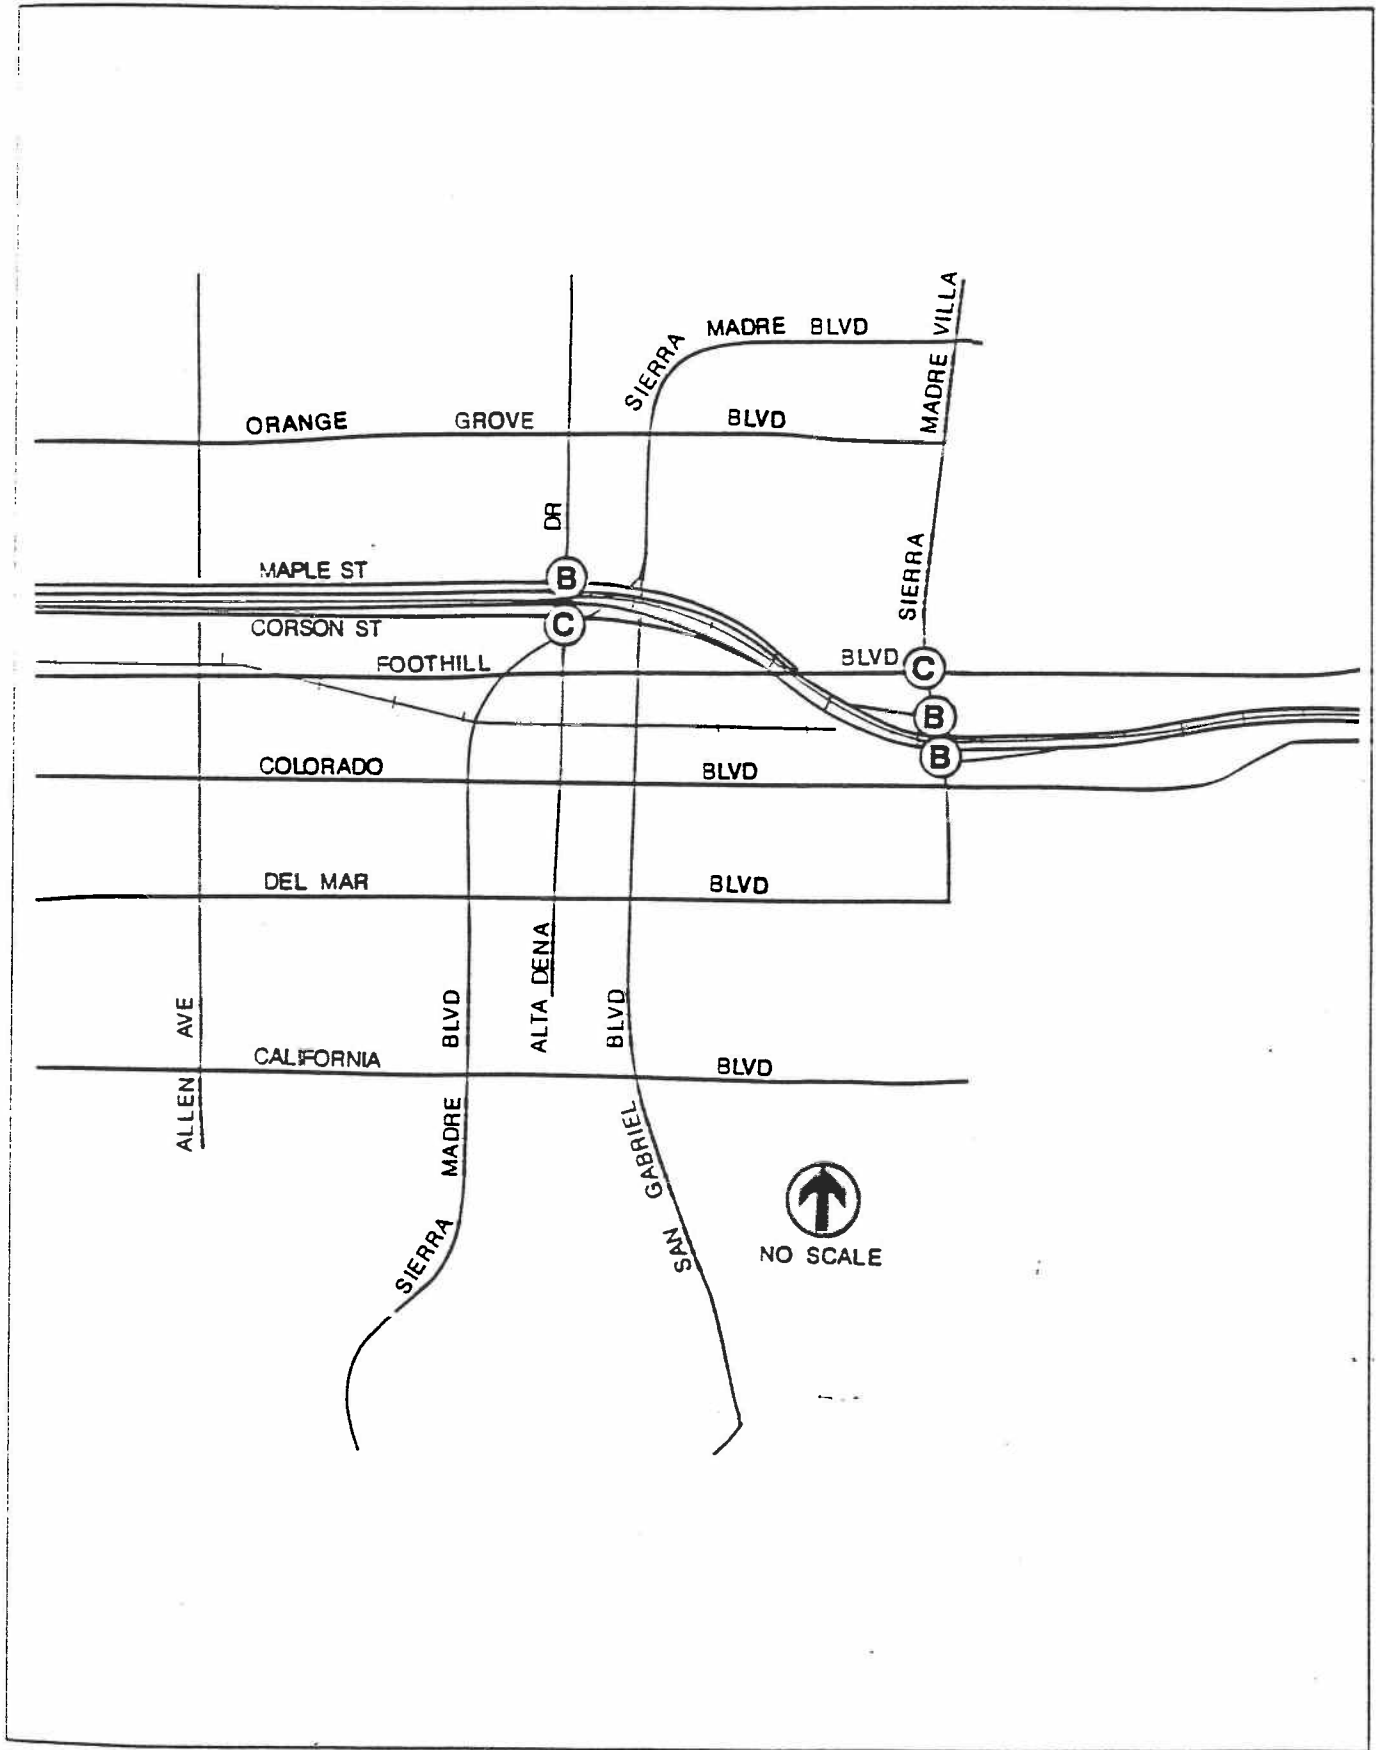 SIERRA MADRE BLVD
SIERRA MADRE VILLA
ORANGE GROVE BLVD
DR
MAPLE ST
B
CORSON ST
C
FOOTHILL BLVD
C
B
B
COLORADO BLVD
DEL MAR BLVD
ALTA DENA
ALLEN AVE
SIERRA MADRE BLVD
SAN GABRIEL BLVD
CALIFORNIA BLVD
NO SCALE